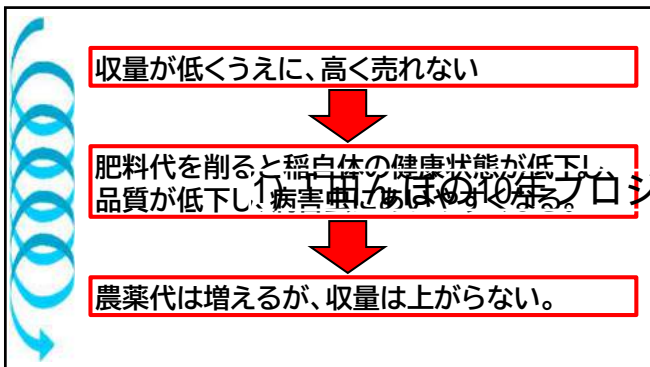 収量が低くうえに、高く売れない
肥料代を削ると稲自体の健康状態が低下し、
品質が低下し、病害虫にあいやすくなる。
農薬代は増えるが、収量は上がらない。